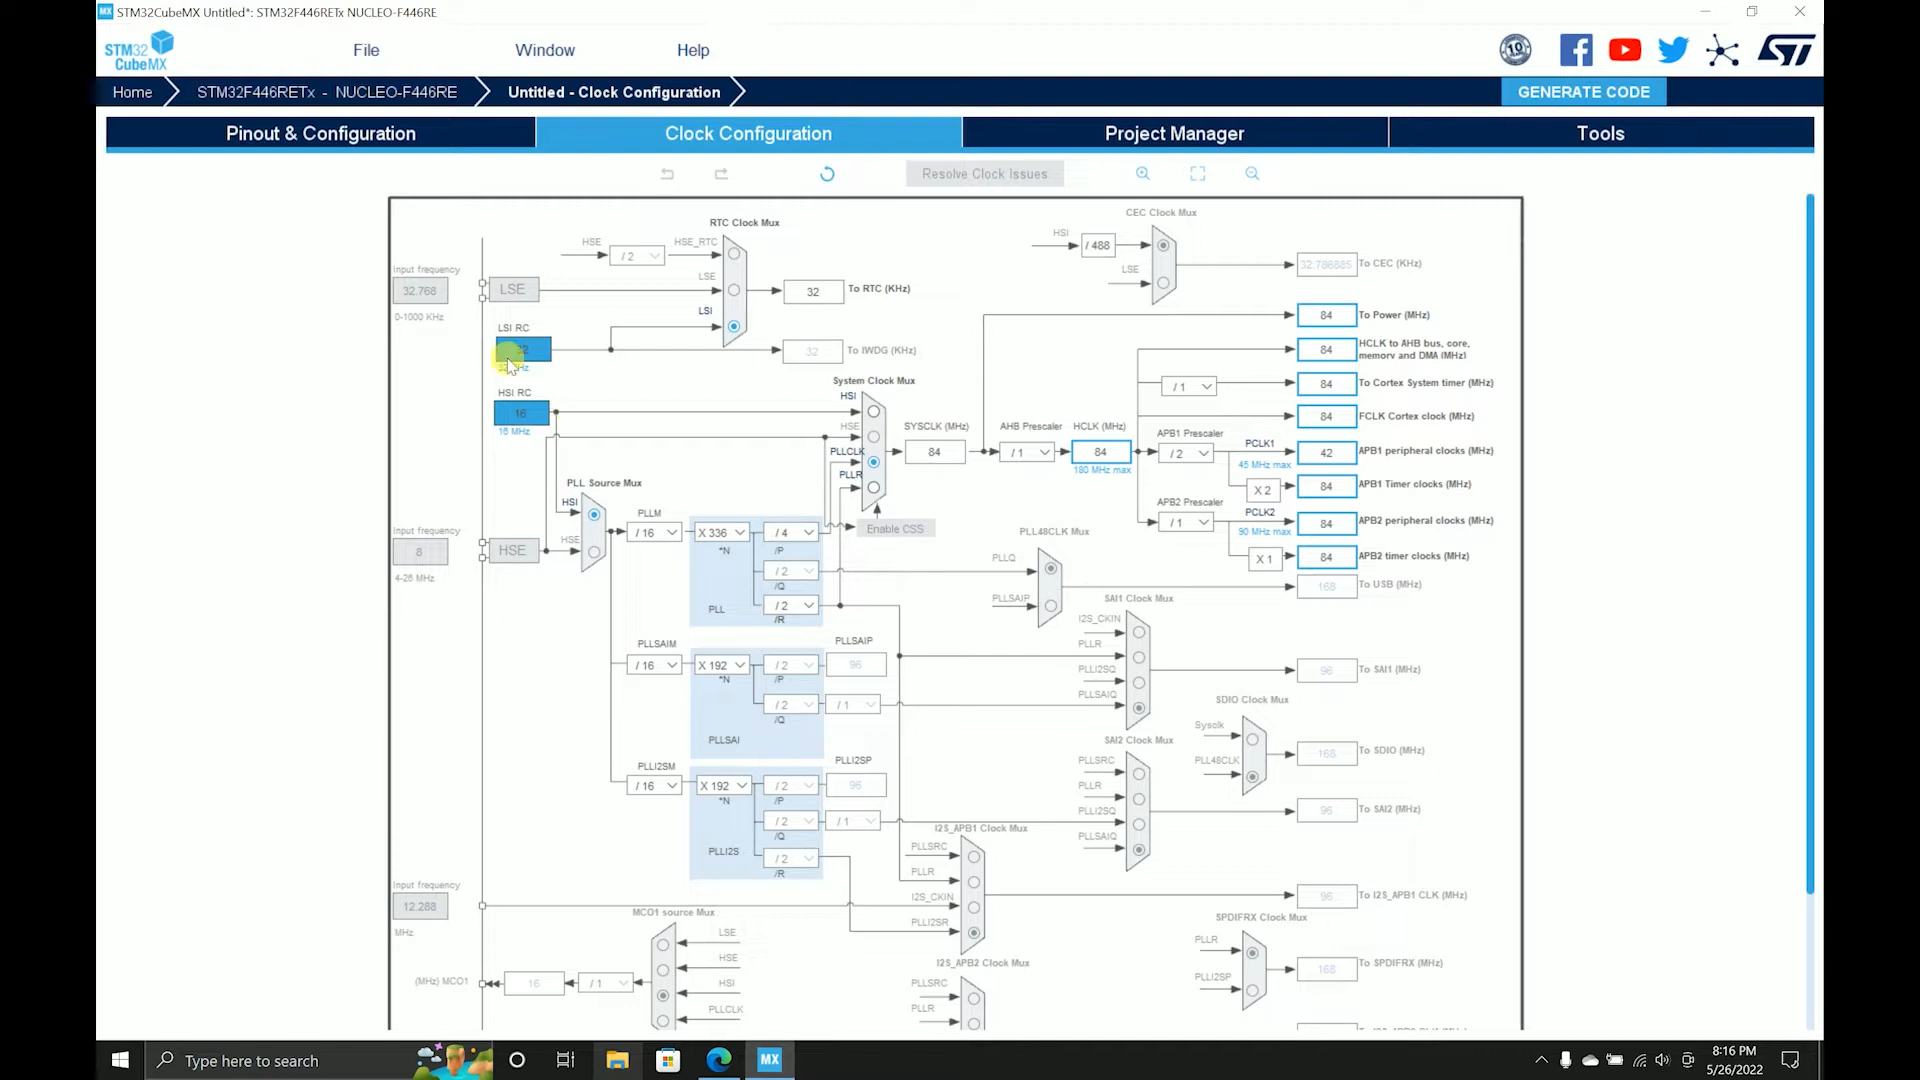 MX STM32CubeMX Untitled*: STM32F446RETx NUCLEO-F446RE
STM32
CubeMX
File
Window
Help
10
ST
Home
STM32F446RETx - NUCLEO-F446RE
Untitled - Clock Configuration
GENERATE CODE
Pinout & Configuration
Clock Configuration
Project Manager
Tools
Resolve Clock Issues
RTC Clock Mux
CEC Clock Mux
HSE
/ 2
HSE_RTC
HSI
/ 488
LSE
LSE
32.786885
To CEC (KHz)
Input frequency
32.768
0-1000 KHz
LSE
LSI
32
To RTC (KHz)
LSI RC
32
To IWDG (KHz)
84
To Power (MHz)
84
HCLK to AHB bus, core,
memory and DMA (MHz)
/ 1
84
To Cortex System timer (MHz)
84
FCLK Cortex clock (MHz)
HSI RC
16
16 MHz
System Clock Mux
HSI
HSE
PLLCLK
PLLR
SYSCLK (MHz)
84
AHB Prescaler
/ 1
HCLK (MHz)
84
180 MHz max
APB1 Prescaler
/ 2
PCLK1
45 MHz max
42
APB1 peripheral clocks (MHz)
X 2
84
APB1 Timer clocks (MHz)
APB2 Prescaler
/ 1
PCLK2
90 MHz max
84
APB2 peripheral clocks (MHz)
X 1
84
APB2 timer clocks (MHz)
Enable CSS
PLL Source Mux
HSI
HSE
Input frequency
8
4-26 MHz
HSE
PLLM
/ 16
X 336
*N
/ 4
/P
/ 2
/Q
/ 2
/R
PLL
PLL48CLK Mux
PLLQ
PLLSAIP
168
To USB (MHz)
PLLSAIM
/ 16
X 192
*N
/ 2
/P
PLLSAIP
96
/ 2
/Q
/ 1
PLLSAI
SAI1 Clock Mux
I2S_CKIN
PLLR
PLLI2SQ
PLLSAIQ
96
To SAI1 (MHz)
SDIO Clock Mux
Sysclk
PLL48CLK
168
To SDIO (MHz)
SAI2 Clock Mux
PLLSRC
PLLR
PLLI2SQ
PLLSAIQ
96
To SAI2 (MHz)
PLLI2SM
/ 16
X 192
*N
/ 2
/P
PLLI2SP
96
/ 2
/Q
/ 1
PLLI2S
/ 2
/R
I2S_APB1 Clock Mux
PLLSRC
PLLR
I2S_CKIN
PLLI2SR
96
To I2S_APB1 CLK (MHz)
Input frequency
12.288
MHz
MCO1 source Mux
LSE
HSE
HSI
PLLCLK
(MHz) MCO1
16
/ 1
I2S_APB2 Clock Mux
PLLSRC
PLLR
SPDIFRX Clock Mux
PLLR
PLLI2SP
168
To SPDIFRX (MHz)
Type here to search
MX
8:16 PM
5/26/2022